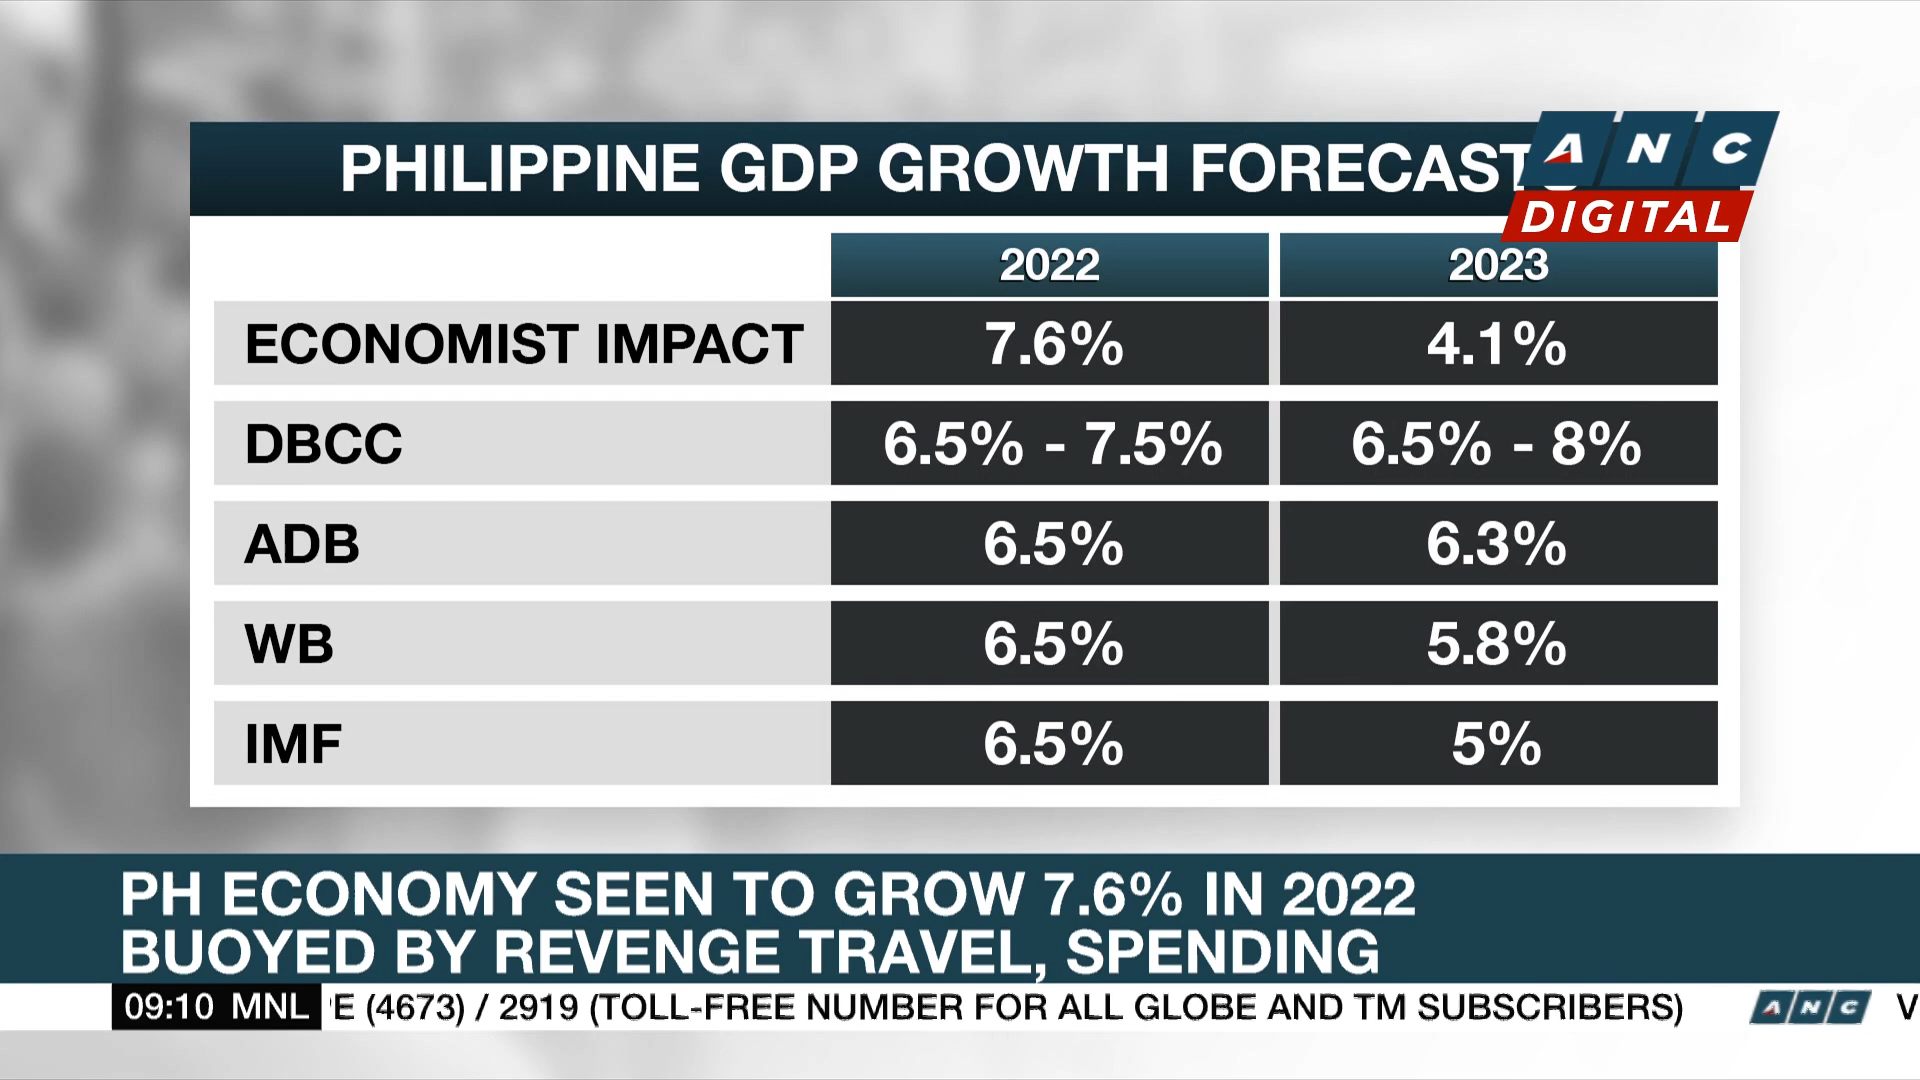 PHILIPPINE GDP GROWTH FORECASTS
ANC
DIGITAL
2022 2023
ECONOMIST IMPACT 7.6% 4.1%
DBCC 6.5% - 7.5% 6.5% - 8%
ADB 6.5% 6.3%
WB 6.5% 5.8%
IMF 6.5% 5%
PH ECONOMY SEEN TO GROW 7.6% IN 2022
BUOYED BY REVENGE TRAVEL, SPENDING
09:10 MNL E (4673) / 2919 (TOLL-FREE NUMBER FOR ALL GLOBE AND TM SUBSCRIBERS) ANC V